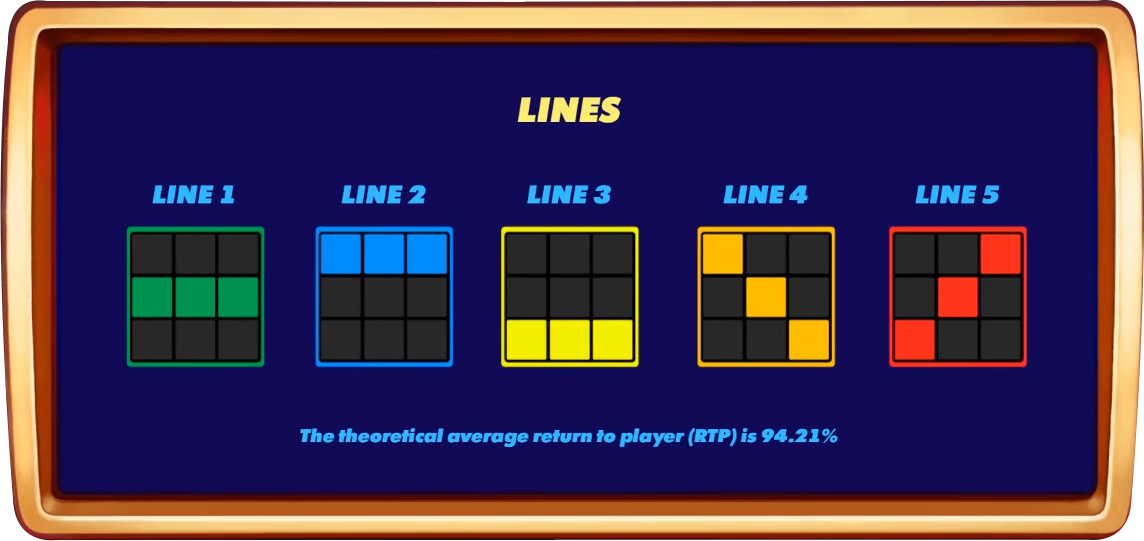 LINES
LINE 1 LINE 2 LINE 3 LINE 4 LINE 5
The theoretical average return to player (RTP) is 94.21%